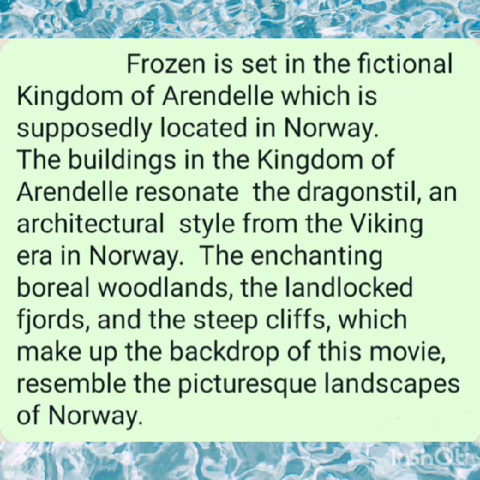 Frozen is set in the fictional
Kingdom of Arendelle which is
supposedly located in Norway.
The buildings in the Kingdom of
Arendelle resonate the dragonstil, an
architectural style from the Viking
era in Norway. The enchanting
boreal woodlands, the landlocked
fjords, and the steep cliffs, which
make up the backdrop of this movie,
resemble the picturesque landscapes
of Norway.